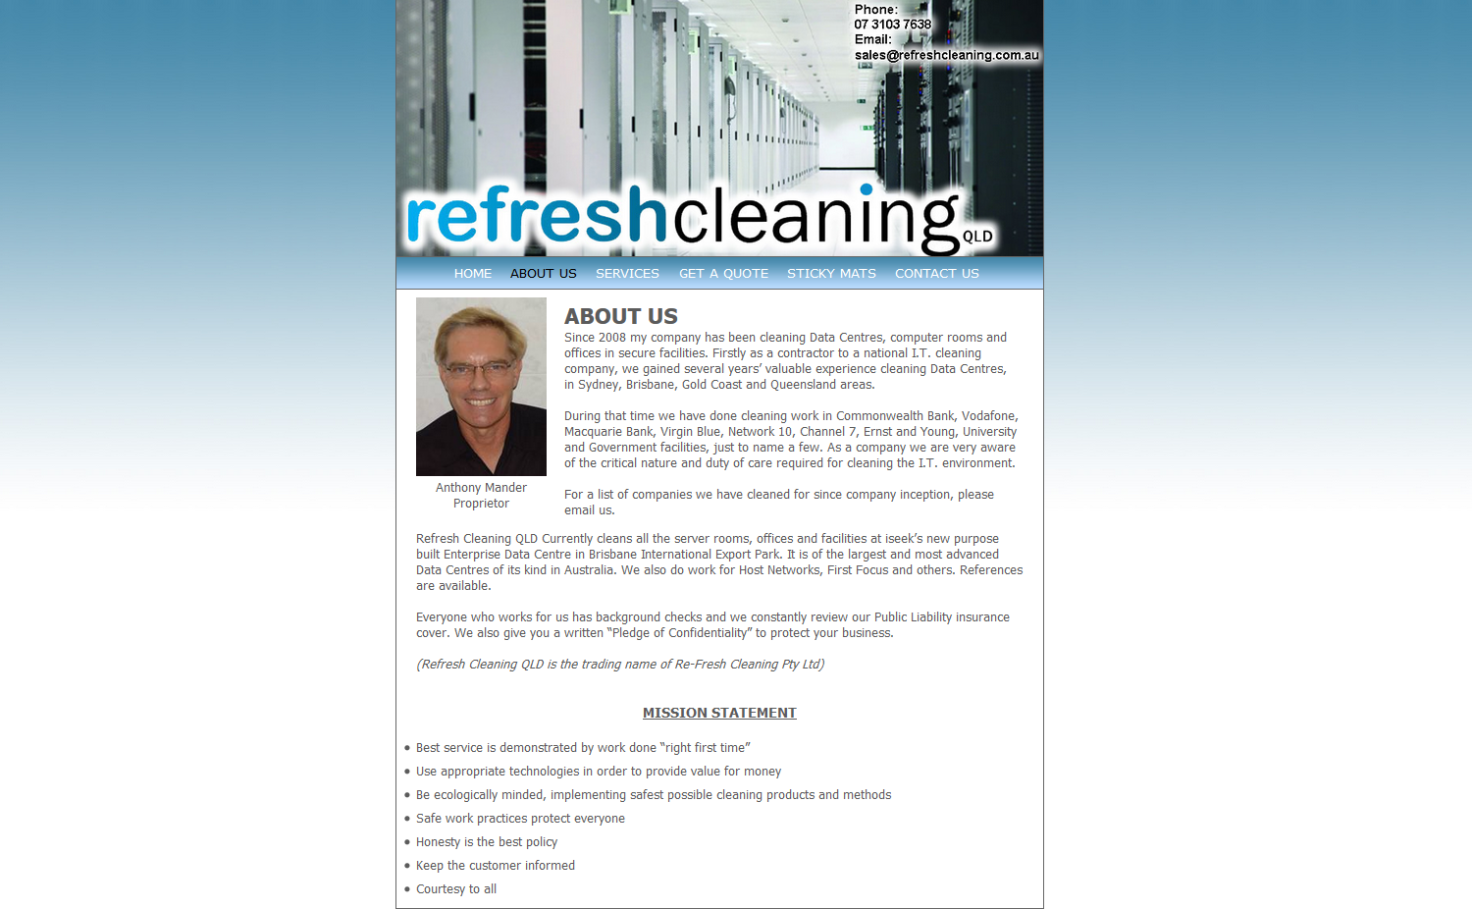 Phone:
07 3103 7638
Email:
sales@refreshcleaning.com.au
refreshcleaning QLD
HOME ABOUT US SERVICES GET A QUOTE STICKY MATS CONTACT US
ABOUT US
Since 2008 my company has been cleaning Data Centres, computer rooms and
offices in secure facilities. Firstly as a contractor to a national I.T. cleaning
company, we gained several years’ valuable experience cleaning Data Centres,
in Sydney, Brisbane, Gold Coast and Queensland areas.
During that time we have done cleaning work in Commonwealth Bank, Vodafone,
Macquarie Bank, Virgin Blue, Network 10, Channel 7, Ernst and Young, University
and Government facilities, just to name a few. As a company we are very aware
of the critical nature and duty of care required for cleaning the I.T. environment.
For a list of companies we have cleaned for since company inception, please
email us.
Anthony Mander
Proprietor
Refresh Cleaning QLD Currently cleans all the server rooms, offices and facilities at iseek’s new purpose
built Enterprise Data Centre in Brisbane International Export Park. It is of the largest and most advanced
Data Centres of its kind in Australia. We also do work for Host Networks, First Focus and others. References
are available.
Everyone who works for us has background checks and we constantly review our Public Liability insurance
cover. We also give you a written “Pledge of Confidentiality” to protect your business.
(Refresh Cleaning QLD is the trading name of Re-Fresh Cleaning Pty Ltd)
MISSION STATEMENT
• Best service is demonstrated by work done “right first time”
• Use appropriate technologies in order to provide value for money
• Be ecologically minded, implementing safest possible cleaning products and methods
• Safe work practices protect everyone
• Honesty is the best policy
• Keep the customer informed
• Courtesy to all